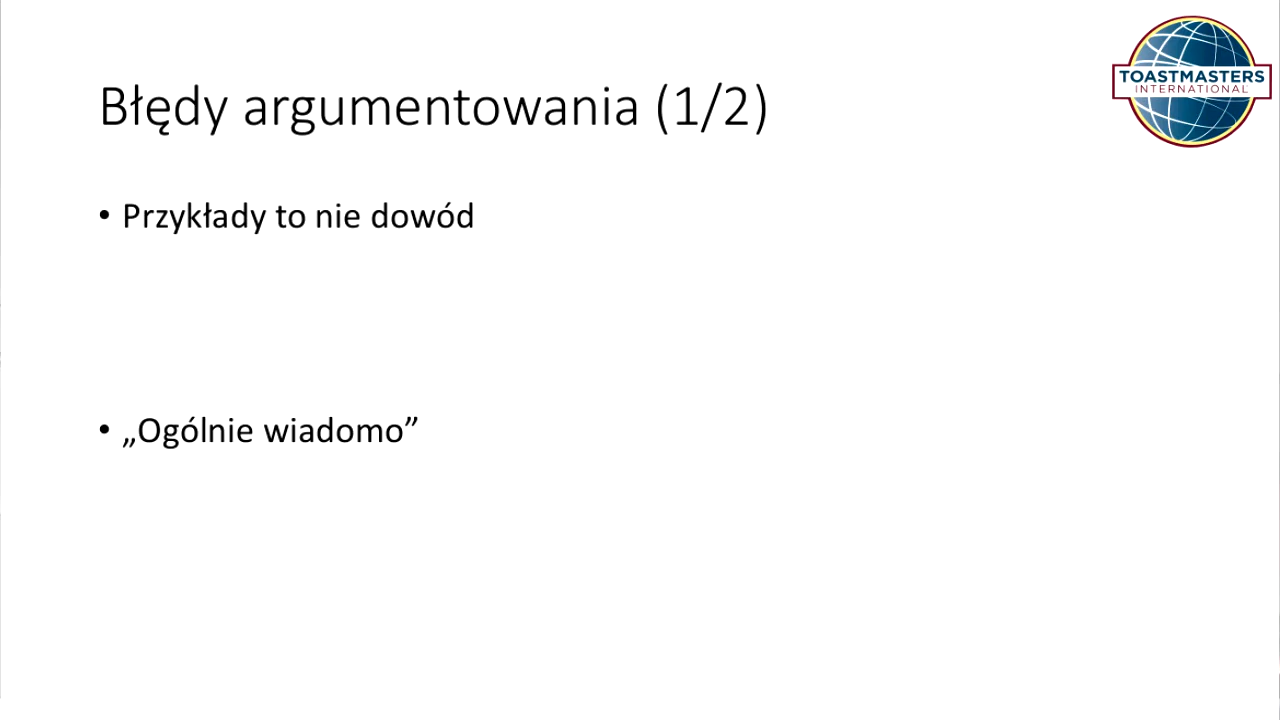 TOASTMASTERS
INTERNATIONAL
Błędy argumentowania (1/2)
• Przykłady to nie dowód
• „Ogólnie wiadomo”